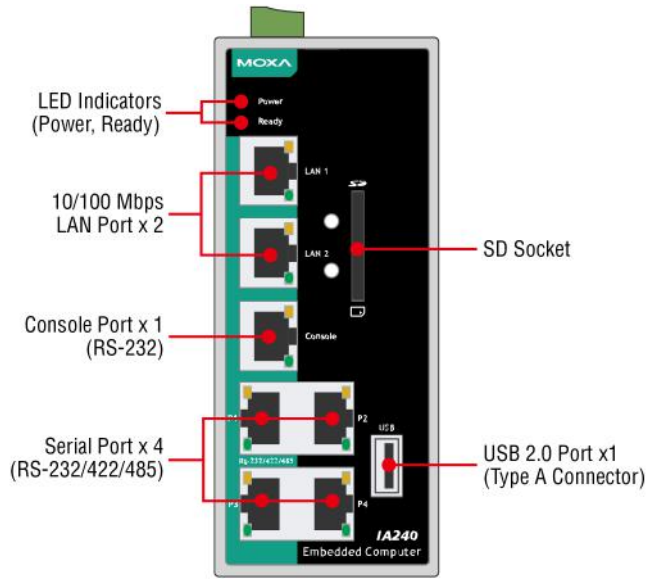 MOXA
LED Indicators
(Power, Ready)
Power
Ready
10/100 Mbps
LAN Port x 2
LAN 1
LAN 2
SD
SD Socket
Console Port x 1
(RS-232)
Console
Serial Port x 4
(RS-232/422/485)
P1
P2
RS-232/422/485
P3
P4
USB
USB 2.0 Port x1
(Type A Connector)
IA240
Embedded Computer